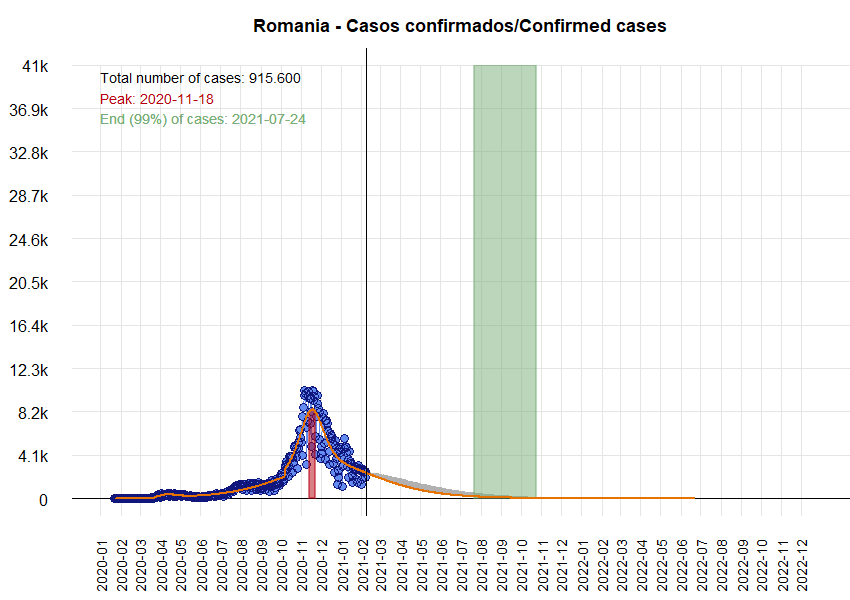 Romania - Casos confirmados/Confirmed cases
41k
36.9k
32.8k
28.7k
24.6k
20.5k
16.4k
12.3k
8.2k
4.1k
0
Total number of cases: 915.600
Peak: 2020-11-18
End (99%) of cases: 2021-07-24
2020-01
2020-02
2020-03
2020-04
2020-05
2020-06
2020-07
2020-08
2020-09
2020-10
2020-11
2020-12
2021-01
2021-02
2021-03
2021-04
2021-05
2021-06
2021-07
2021-08
2021-09
2021-10
2021-11
2021-12
2022-01
2022-02
2022-03
2022-04
2022-05
2022-06
2022-07
2022-08
2022-09
2022-10
2022-11
2022-12